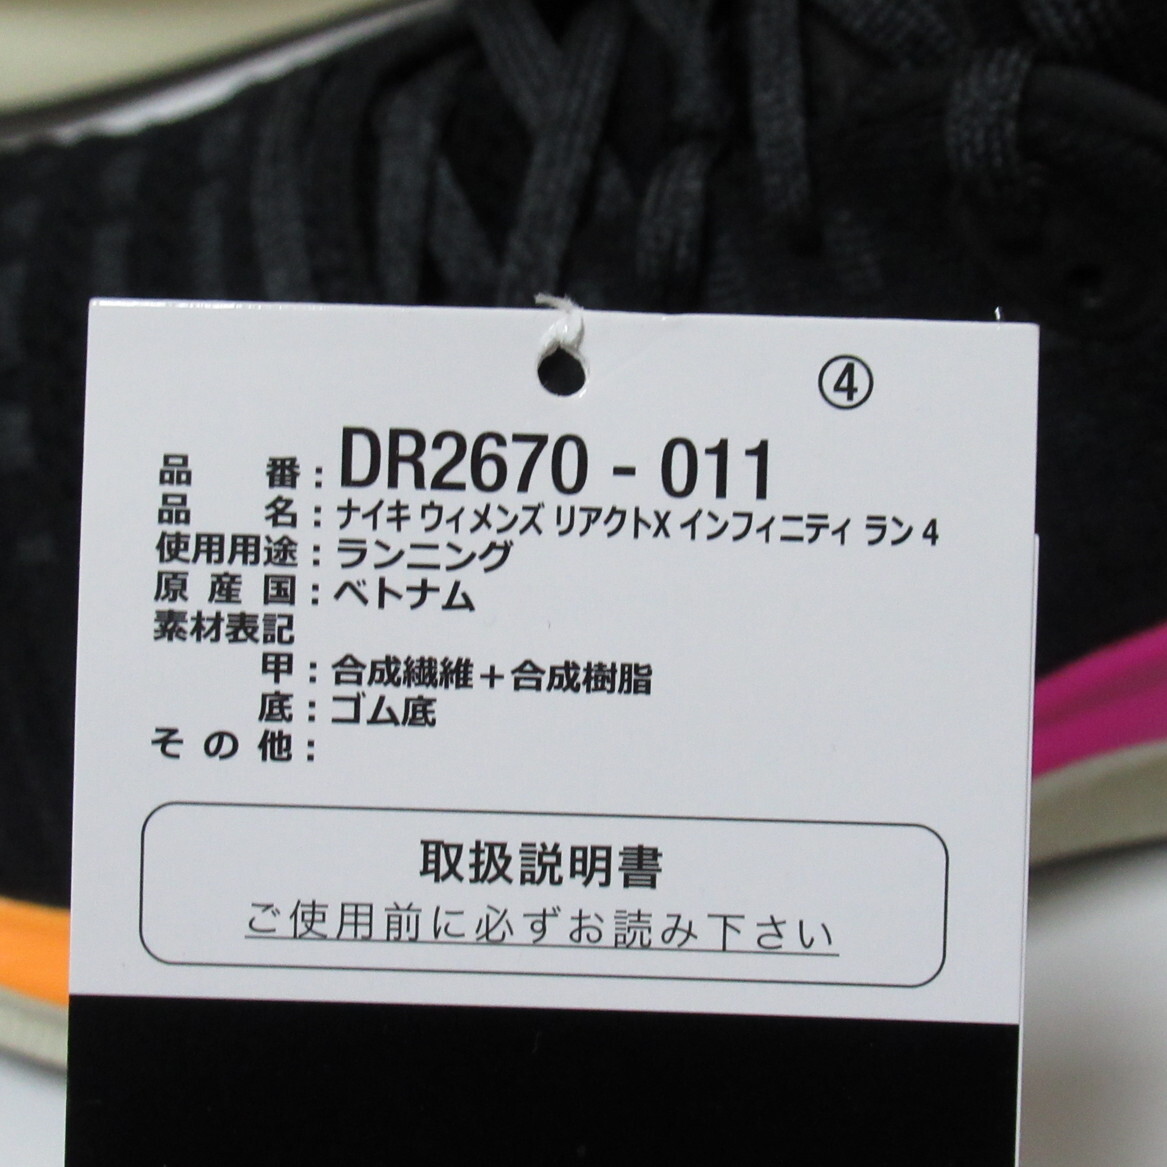 ④
品番：DR2670 - 011
品名：ナイキ ウィメンズ リアクトX インフィニティ ラン 4
使用用途：ランニング
原産国：ベトナム
素材表記
甲：合成繊維＋合成樹脂
底：ゴム底
その他：
取扱説明書
ご使用前に必ずお読み下さい